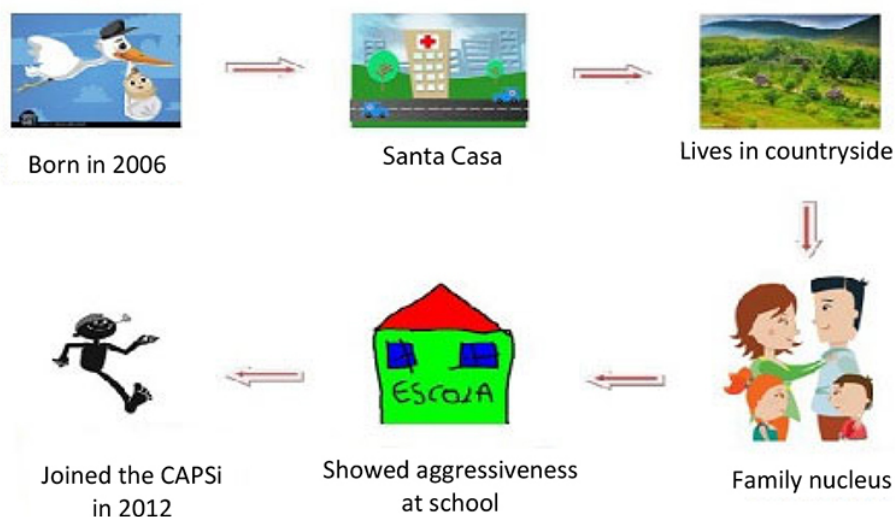 Born in 2006
Santa Casa
Lives in countryside
ESCOLA
Joined the CAPSi
in 2012
Showed aggressiveness
at school
Family nucleus